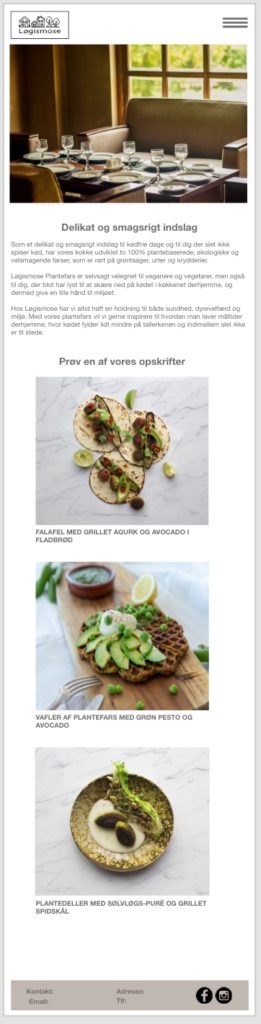 Løgismose
Delikat og smagsrigt indslag
Som et delikat og smagsrigt indslag til kødfrie dage og til dig der slet ikke
spiser kød, har vores kokke udviklet to 100% plantebaserede, økologiske og
velsmagende farser, som er rørt på grøntsager, urter og krydderier.
Løgismose Plantefars er selvsagt velegnet til veganere og vegetarer, men også
til dig, der blot har lyst til at skære ned på kødet i køkkenet derhjemme, og
dermed give en lille hånd til miljøet.
Hos Løgismose har vi altid haft en holdning til både sundhed, dyrevelfærd og
miljø. Med vores plantefars vil vi gerne inspirere til hvordan man laver måltider
derhjemme, hvor kødet fylder lidt mindre på tallerkenen og indimellem slet ikke
er til stede.
Prøv en af vores opskrifter
FALAFEL MED GRILLET AGURK OG AVOCADO I
FLADBRØD
VAFLER AF PLANTEFARS MED GRØN PESTO OG
AVOCADO
PLANTEDELLER MED SØLVLØGS-PURÉ OG GRILLET
SPIDSKÅL
Kontakt: Adresse:
Email: Tlf: